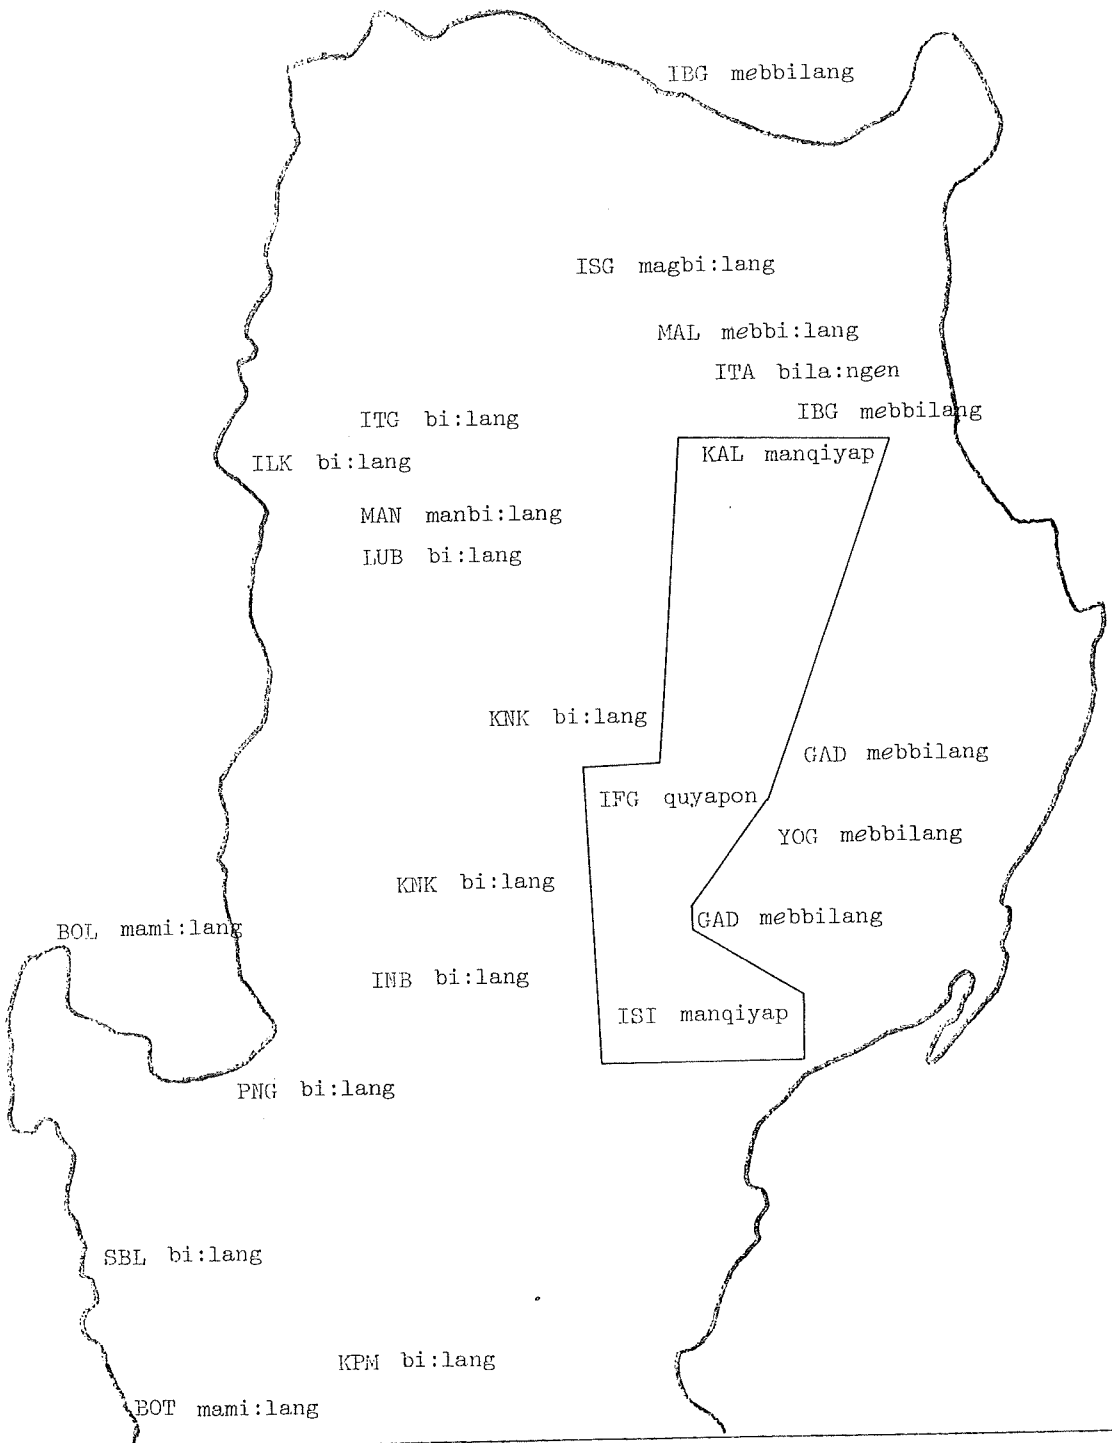 IBG mebbilang
ISG magbi:lang
MAL mebbi:lang
ITA bila:ngen
IBG mebbilang
ITG bi:lang
KAL manqiyap
ILK bi:lang
MAN manbi:lang
LUB bi:lang
KNK bi:lang
GAD mebbilang
IFG quyapon
YOG mebbilang
KNK bi:lang
GAD mebbilang
BOL mami:lang
INB bi:lang
ISI manqiyap
PNG bi:lang
SBL bi:lang
KPM bi:lang
BOT mami:lang